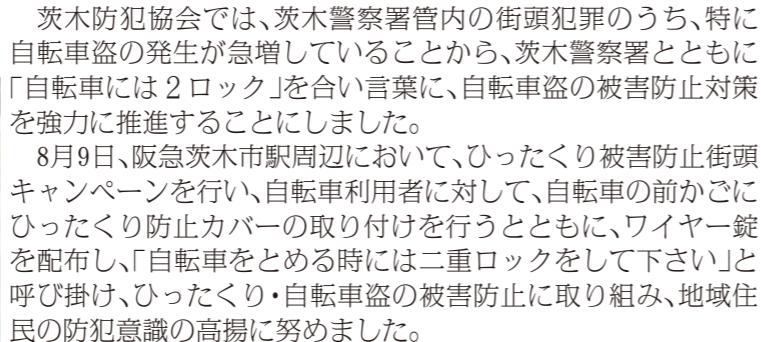 茨木防犯協会では、茨木警察署管内の街頭犯罪のうち、特に
自転車盗の発生が急増していることから、茨木警察署とともに
「自転車には２ロック」を合い言葉に、自転車盗の被害防止対策
を強力に推進することにしました。
　8月9日、阪急茨木市駅周辺において、ひったくり被害防止街頭
キャンペーンを行い、自転車利用者に対して、自転車の前かごに
ひったくり防止カバーの取り付けを行うとともに、ワイヤー錠
を配布し、「自転車をとめる時には二重ロックをして下さい」と
呼び掛け、ひったくり・自転車盗の被害防止に取り組み、地域住
民の防犯意識の高揚に努めました。